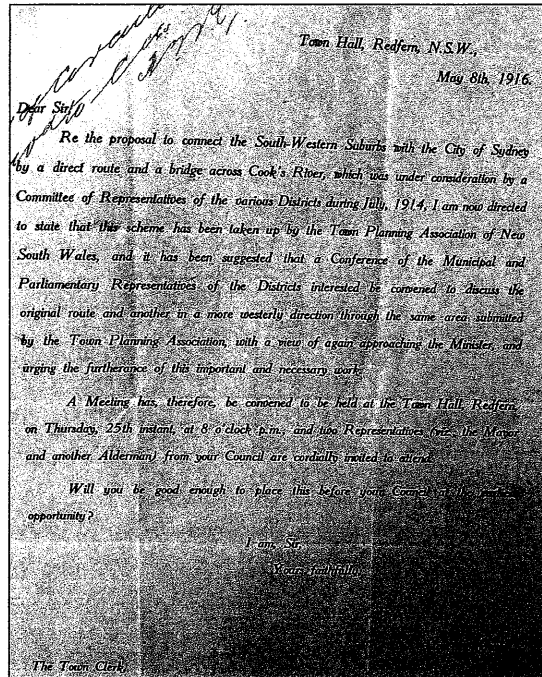 Town Hall, Redfern, N.S.W.,
May 8th, 1916.
Dear Sir,
Re the proposal to connect the South-Western Suburbs with the City of Sydney
by a direct route and a bridge across Cook's River, which was under consideration by a
Committee of Representatives of the various Districts during July, 1914, I am now directed
to state that this scheme has been taken up by the Town Planning Association of New
South Wales, and it has been suggested that a Conference of the Municipal and
Parliamentary Representatives of the Districts interested be convened to discuss the
original route and another in a more westerly direction through the same area submitted
by the Town Planning Association, with a view of again approaching the Minister, and
urging the furtherance of this important and necessary work.
A Meeting has, therefore, be convened to be held at the Town Hall, Redfern,
on Thursday, 25th instant, at 8 o'clock p.m., and two Representatives (viz., the Mayor
and another Alderman) from your Council are cordially invited to attend.
Will you be good enough to place this before your Council at the
opportunity?
I am, Sir,
Yours faithfully,
The Town Clerk,